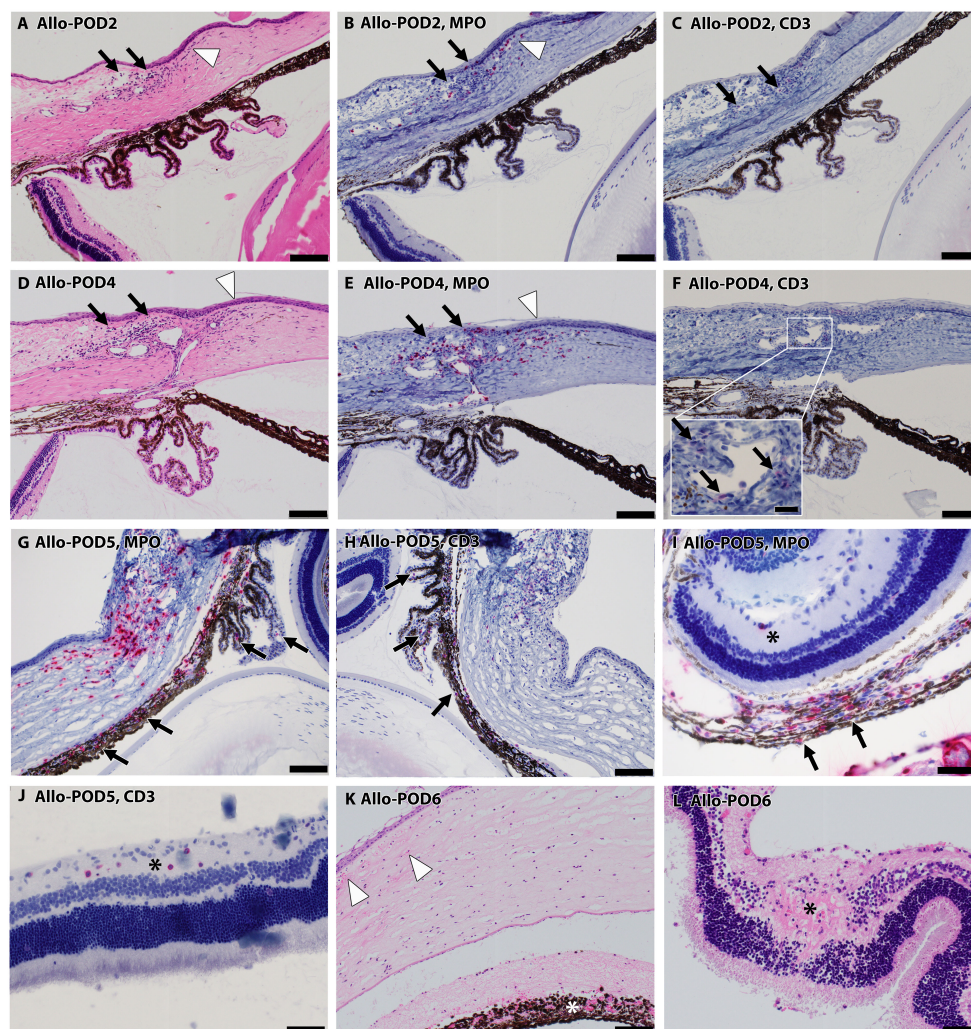 A Allo-POD2
B Allo-POD2, MPO
C Allo-POD2, CD3
D Allo-POD4
E Allo-POD4, MPO
F Allo-POD4, CD3
G Allo-POD5, MPO
H Allo-POD5, CD3
I Allo-POD5, MPO
*
J Allo-POD5, CD3
*
K Allo-POD6
*
L Allo-POD6
*